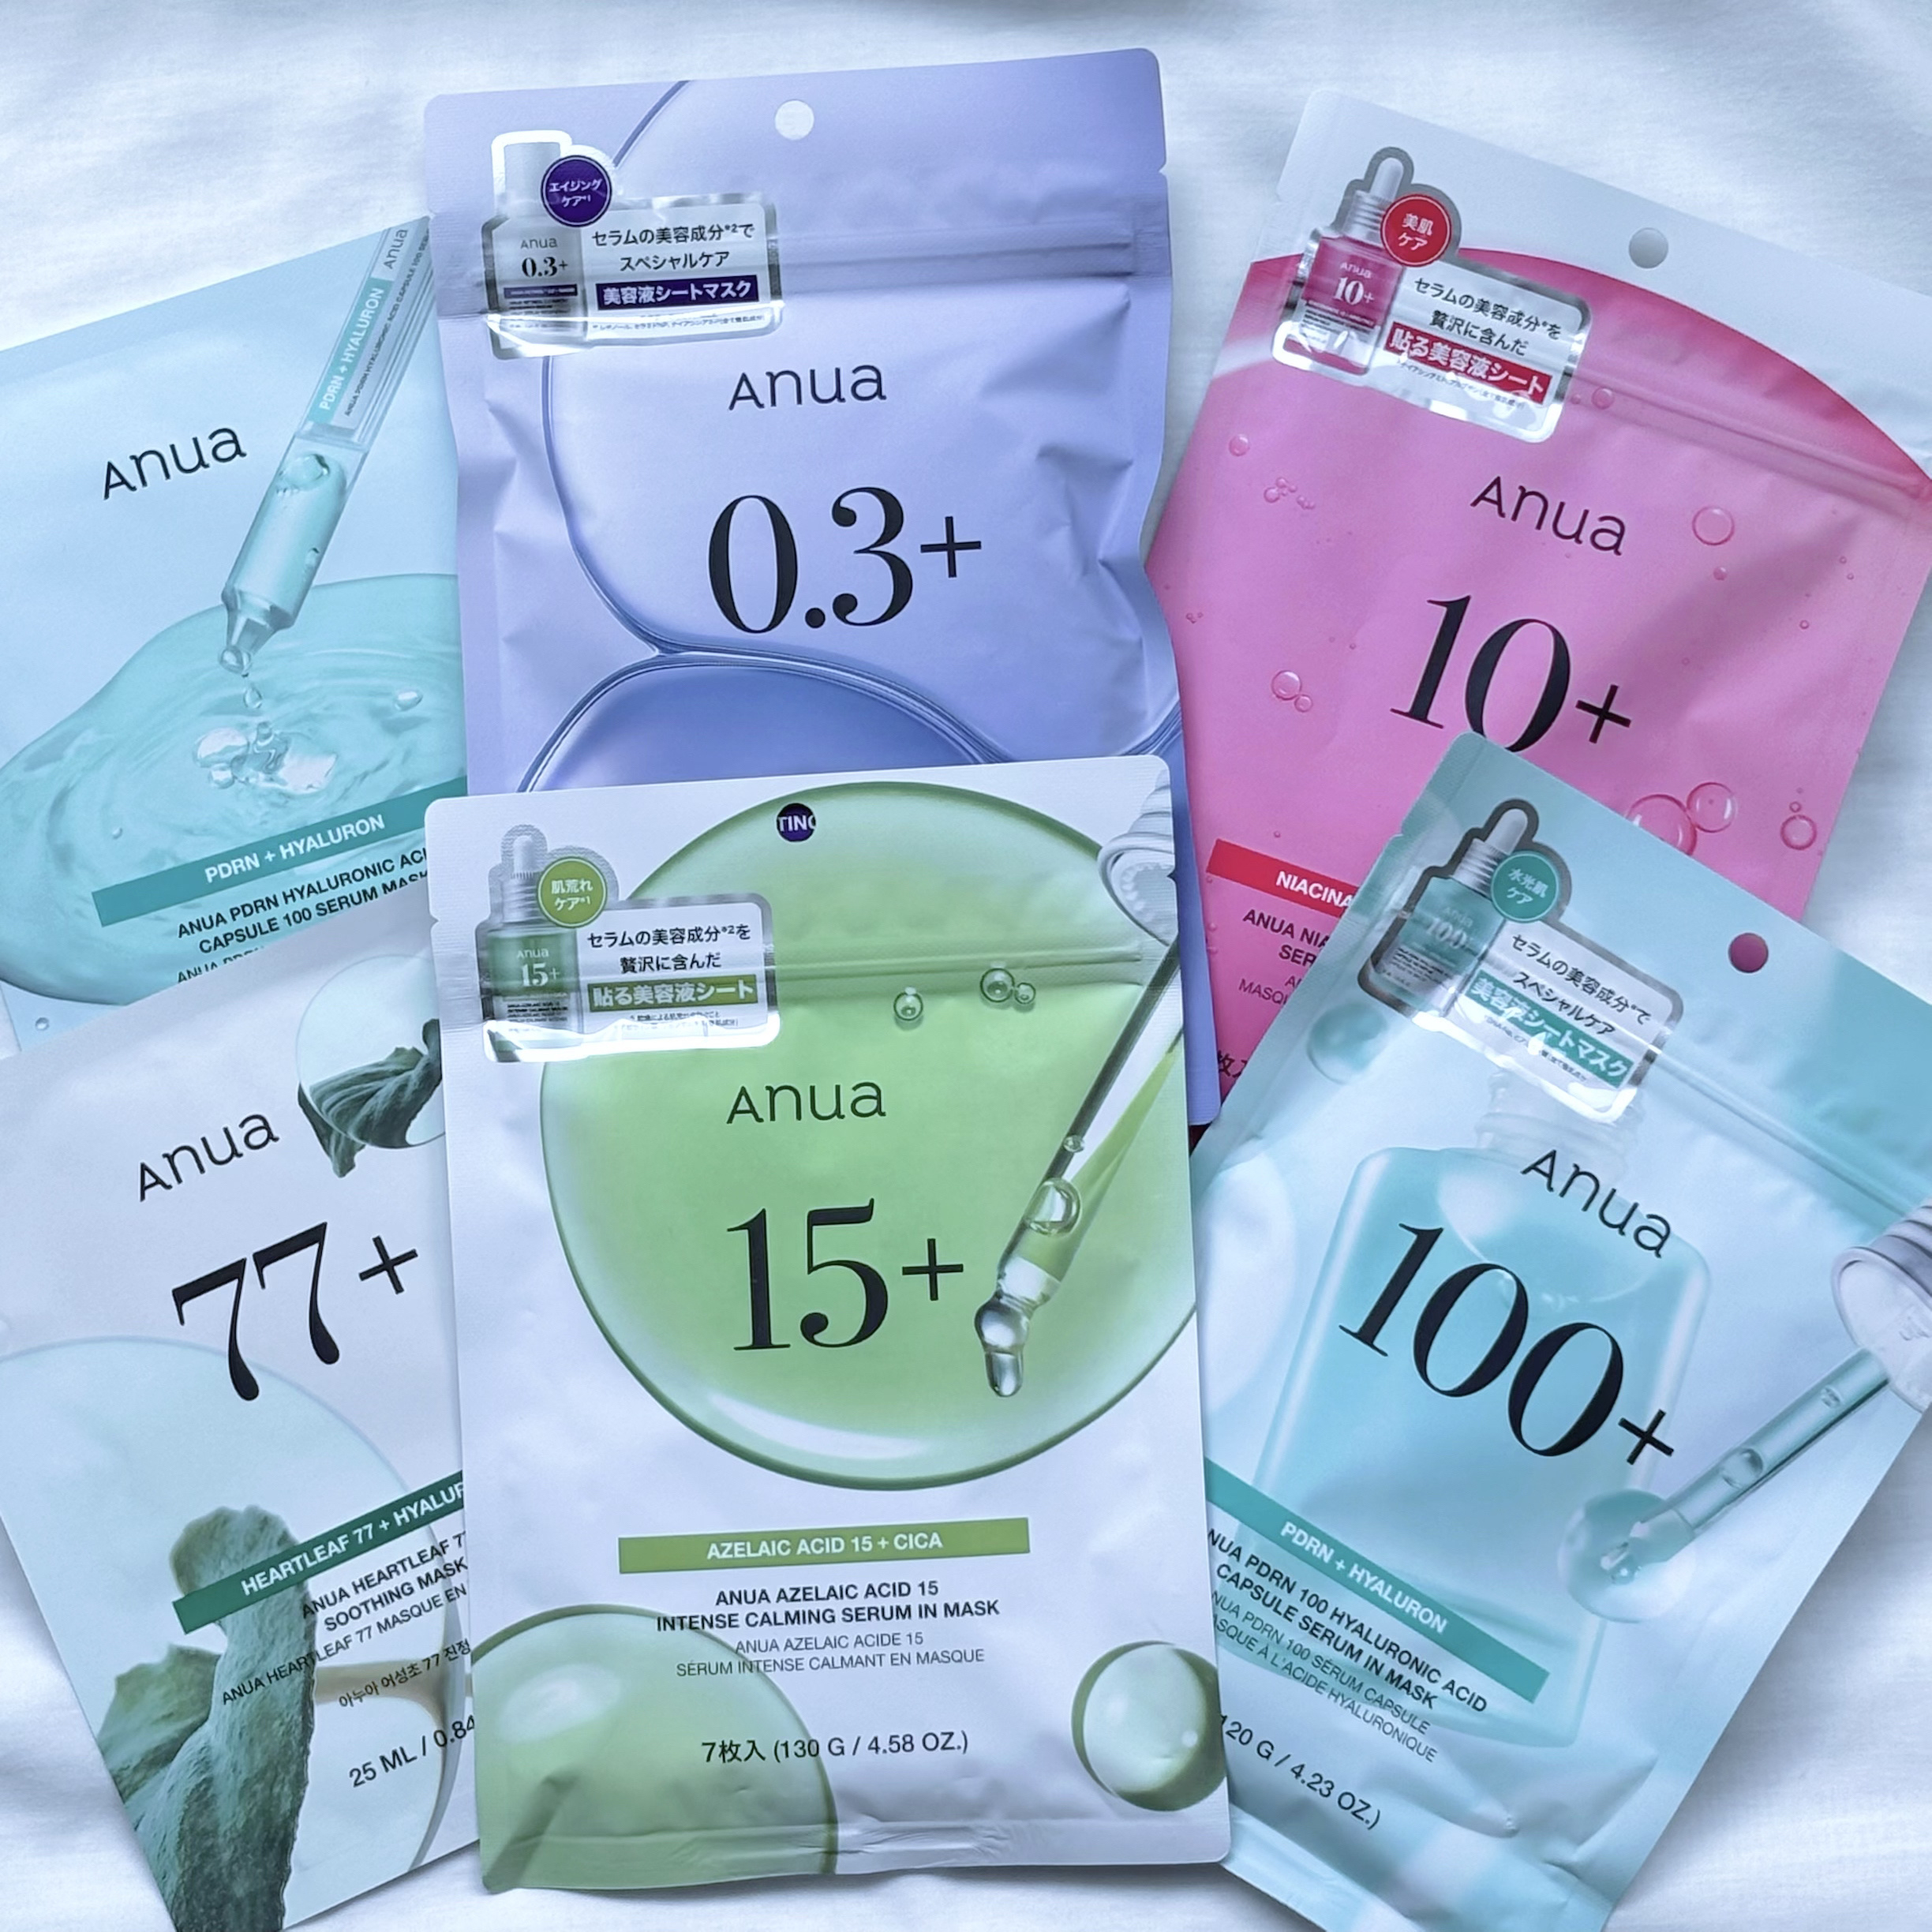 Anua
PDRN + HYALURON
Anua
PDRN + HYALURON
ANUA PDRN HYALURONIC ACI
CAPSULE 100 SERUM MASK
エイジング
ケア*1
Anua
0.3+
セラムの美容成分*2で
スペシャルケア
美容液シートマスク
Anua
0.3+
美肌
ケア
Anua
10+
セラムの美容成分*を
贅沢に含んだ
貼る美容液シート
Anua
10+
NIACINA
ANUA NIA
SER
MASQU
Anua
77+
HEARTLEAF 77 + HYALUR
ANUA HEARTLEAF 77
SOOTHING MASK
ANUA HEARTLEAF 77 MASQUE EN
아누아 어성초 77 진정
25 ML / 0.84
TING
肌荒れ
ケア*1
Anua
15+
セラムの美容成分*2を
贅沢に含んだ
貼る美容液シート
Anua
15+
AZELAIC ACID 15 + CICA
ANUA AZELAIC ACID 15
INTENSE CALMING SERUM IN MASK
ANUA AZELAIC ACIDE 15
SÉRUM INTENSE CALMANT EN MASQUE
7枚入 (130 G / 4.58 OZ.)
水光肌
ケア
Anua
100+
セラムの美容成分*で
スペシャルケア
美容液シートマスク
Anua
100+
PDRN + HYALURON
NUA PDRN 100 HYALURONIC ACID
CAPSULE SERUM IN MASK
NUA PDRN 100 SÉRUM CAPSULE
ASQUE À L'ACIDE HYALURONIQUE
120 G / 4.23 OZ.)